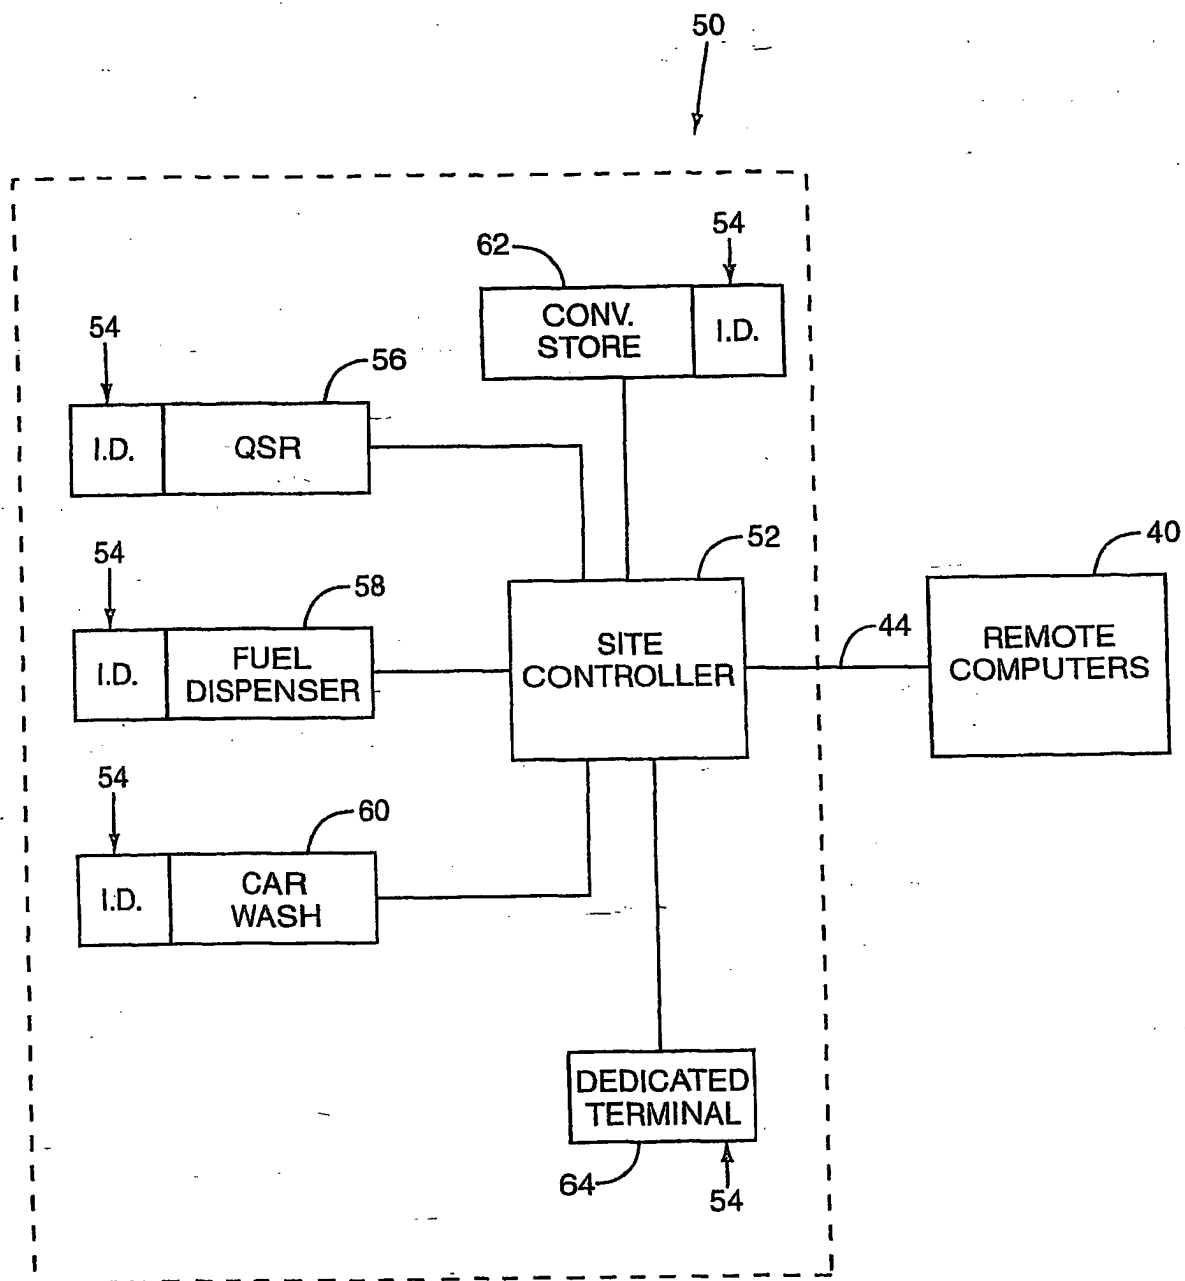 50
62
54
CONV.
STORE
I.D.
54
56
I.D.
QSR
54
58
I.D.
FUEL
DISPENSER
52
SITE
CONTROLLER
44
40
REMOTE
COMPUTERS
54
60
I.D.
CAR
WASH
DEDICATED
TERMINAL
64
54